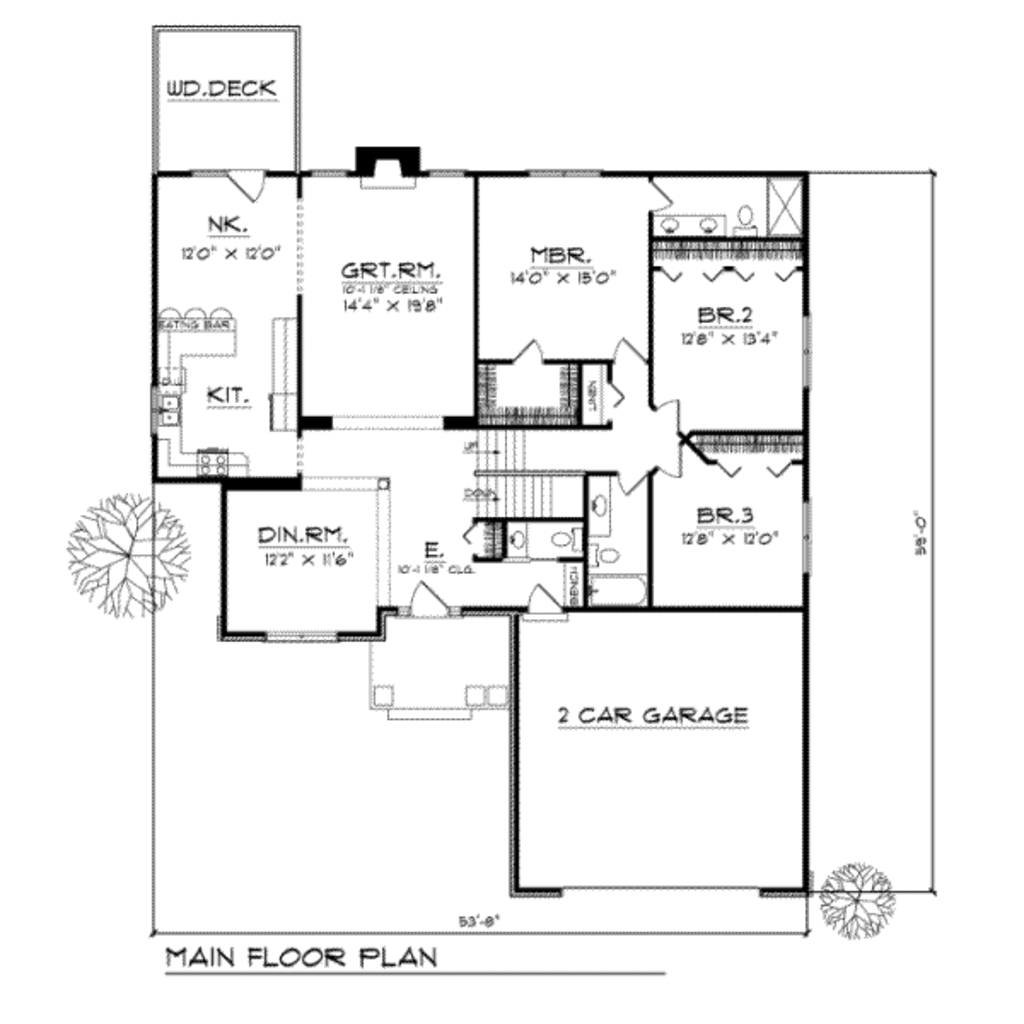 WD.DECK
NK.
12'0" X 12'0"
GRT.RM.
10'-1 1/8" CEILING
14'4" X 19'8"
MBR.
14'0" X 15'0"
BR.2
12'8" X 13'4"
EATING BAR
KIT.
LINEN
UP
DOWN
DIN.RM.
12'2" X 11'6"
E.
10'-1 1/8" CLG.
BENCH
BR.3
12'8" X 12'0"
2 CAR GARAGE
53'-8"
MAIN FLOOR PLAN